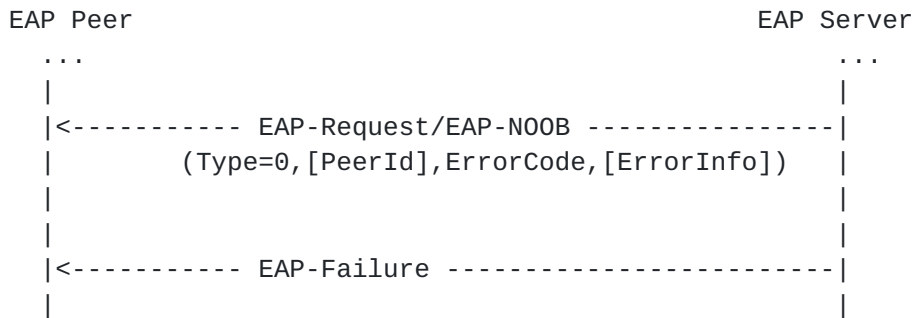 EAP Peer                                        EAP Server
  ...                                              ...
  |                                                 |
  |<----------- EAP-Request/EAP-NOOB ----------------|
  |        (Type=0,[PeerId],ErrorCode,[ErrorInfo])   |
  |                                                 |
  |                                                 |
  |<----------- EAP-Failure -------------------------|
  |                                                 |